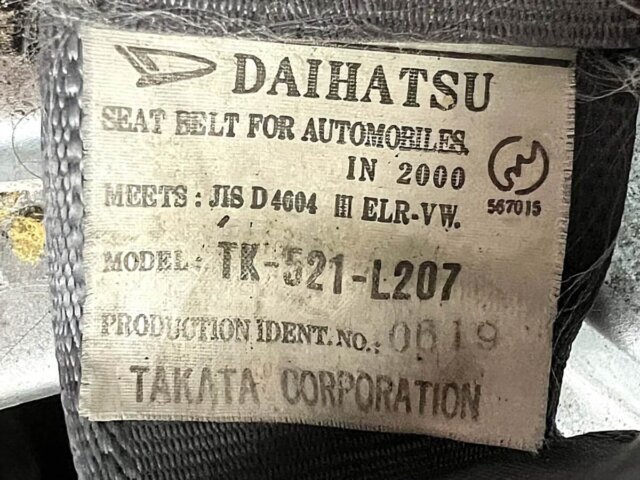 DAIHATSU
SEAT BELT FOR AUTOMOBILES.
IN 2000
MEETS : JIS D 4604 III ELR-VW.
567015
MODEL: TK-521-L207
PRODUCTION IDENT. NO.: 0619
TAKATA CORPORATION